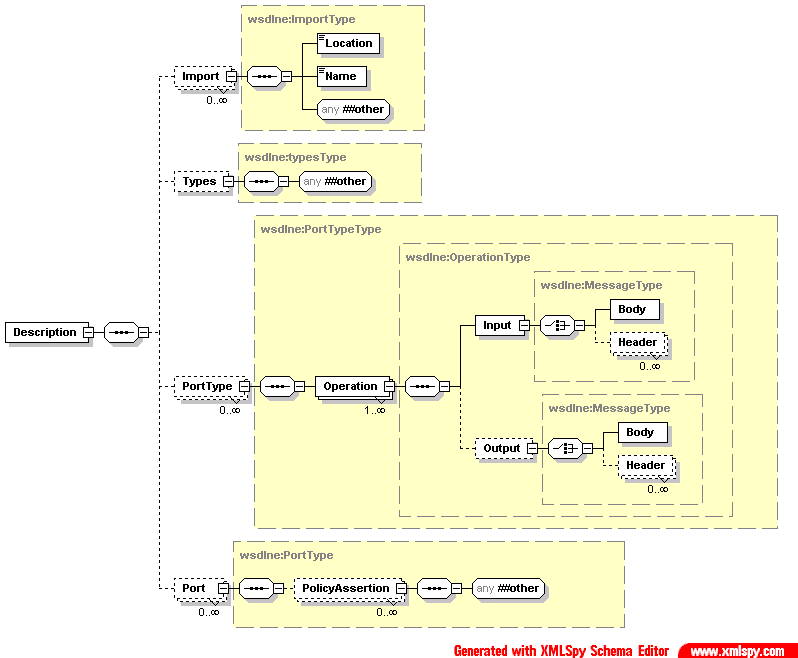 wsdlne:ImportType
Location
Import
Name
0..∞
any ##other
wsdlne:typesType
Types
any ##other
wsdlne:PortTypeType
wsdlne:OperationType
wsdlne:MessageType
Body
Input
Header
0..∞
Description
PortType
Operation
0..∞
1..∞
wsdlne:MessageType
Body
Output
Header
0..∞
wsdlne:PortType
Port
PolicyAssertion
any ##other
0..∞
0..∞
Generated with XMLSpy Schema Editor www.xmlspy.com